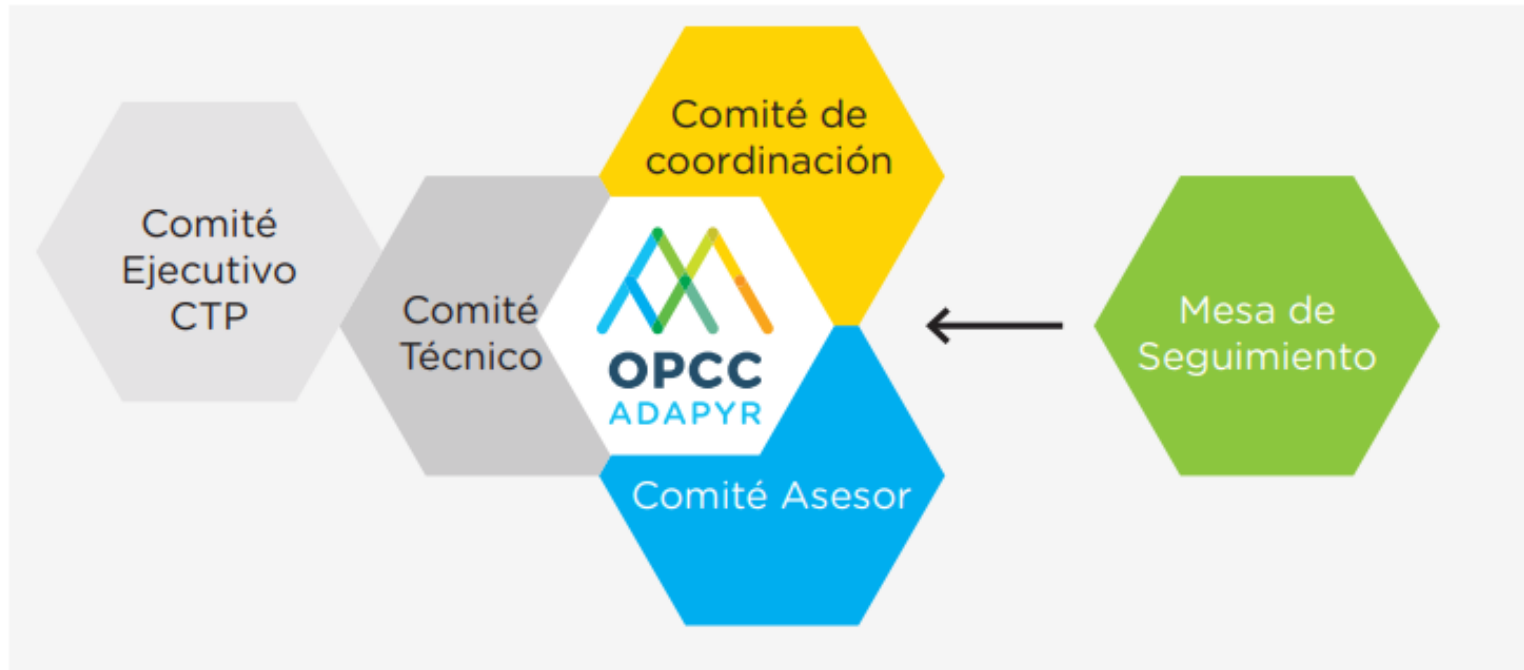 Comité de
coordinación
Comité
Ejecutivo
CTP
Comité
Técnico
OPCC
ADAPYR
Mesa de
Seguimiento
Comité Asesor